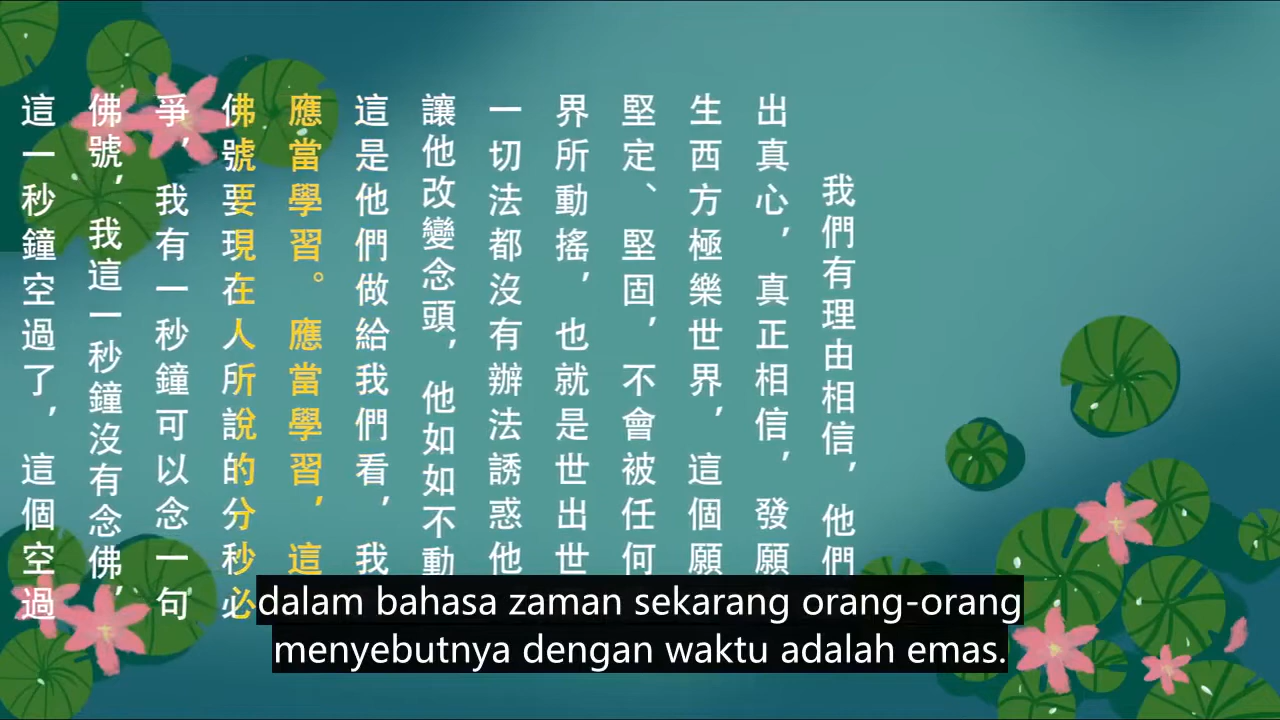 我們有理由相信，他們
出真心，真正相信，發願
生西方極樂世界，這個願
堅定、堅固，不會被任何
界所動搖，也就是世出世
一切法都沒有辦法誘惑他
讓他改變念頭，他如如不動
這是他們做給我們看，我
應當學習。應當學習，這
佛號要現在人所說的分秒必
爭，我有一秒鐘可以念一句
佛號，我這一秒鐘沒有念佛，
這一秒鐘空過了，這個空過
dalam bahasa zaman sekarang orang-orang
menyebutnya dengan waktu adalah emas.